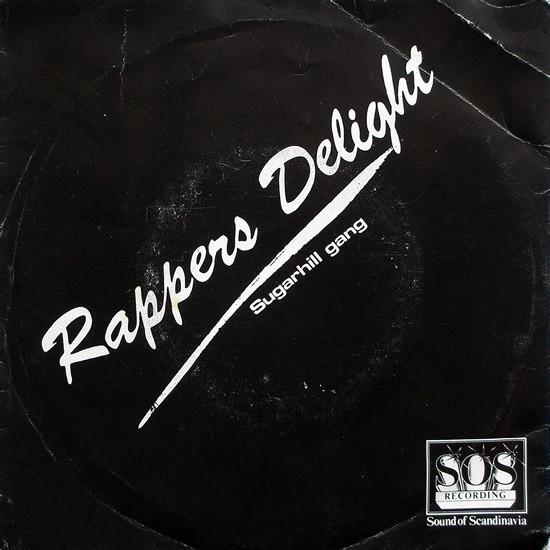 Rappers Delight
Sugarhill gang
SOS
RECORDING
Sound of Scandinavia